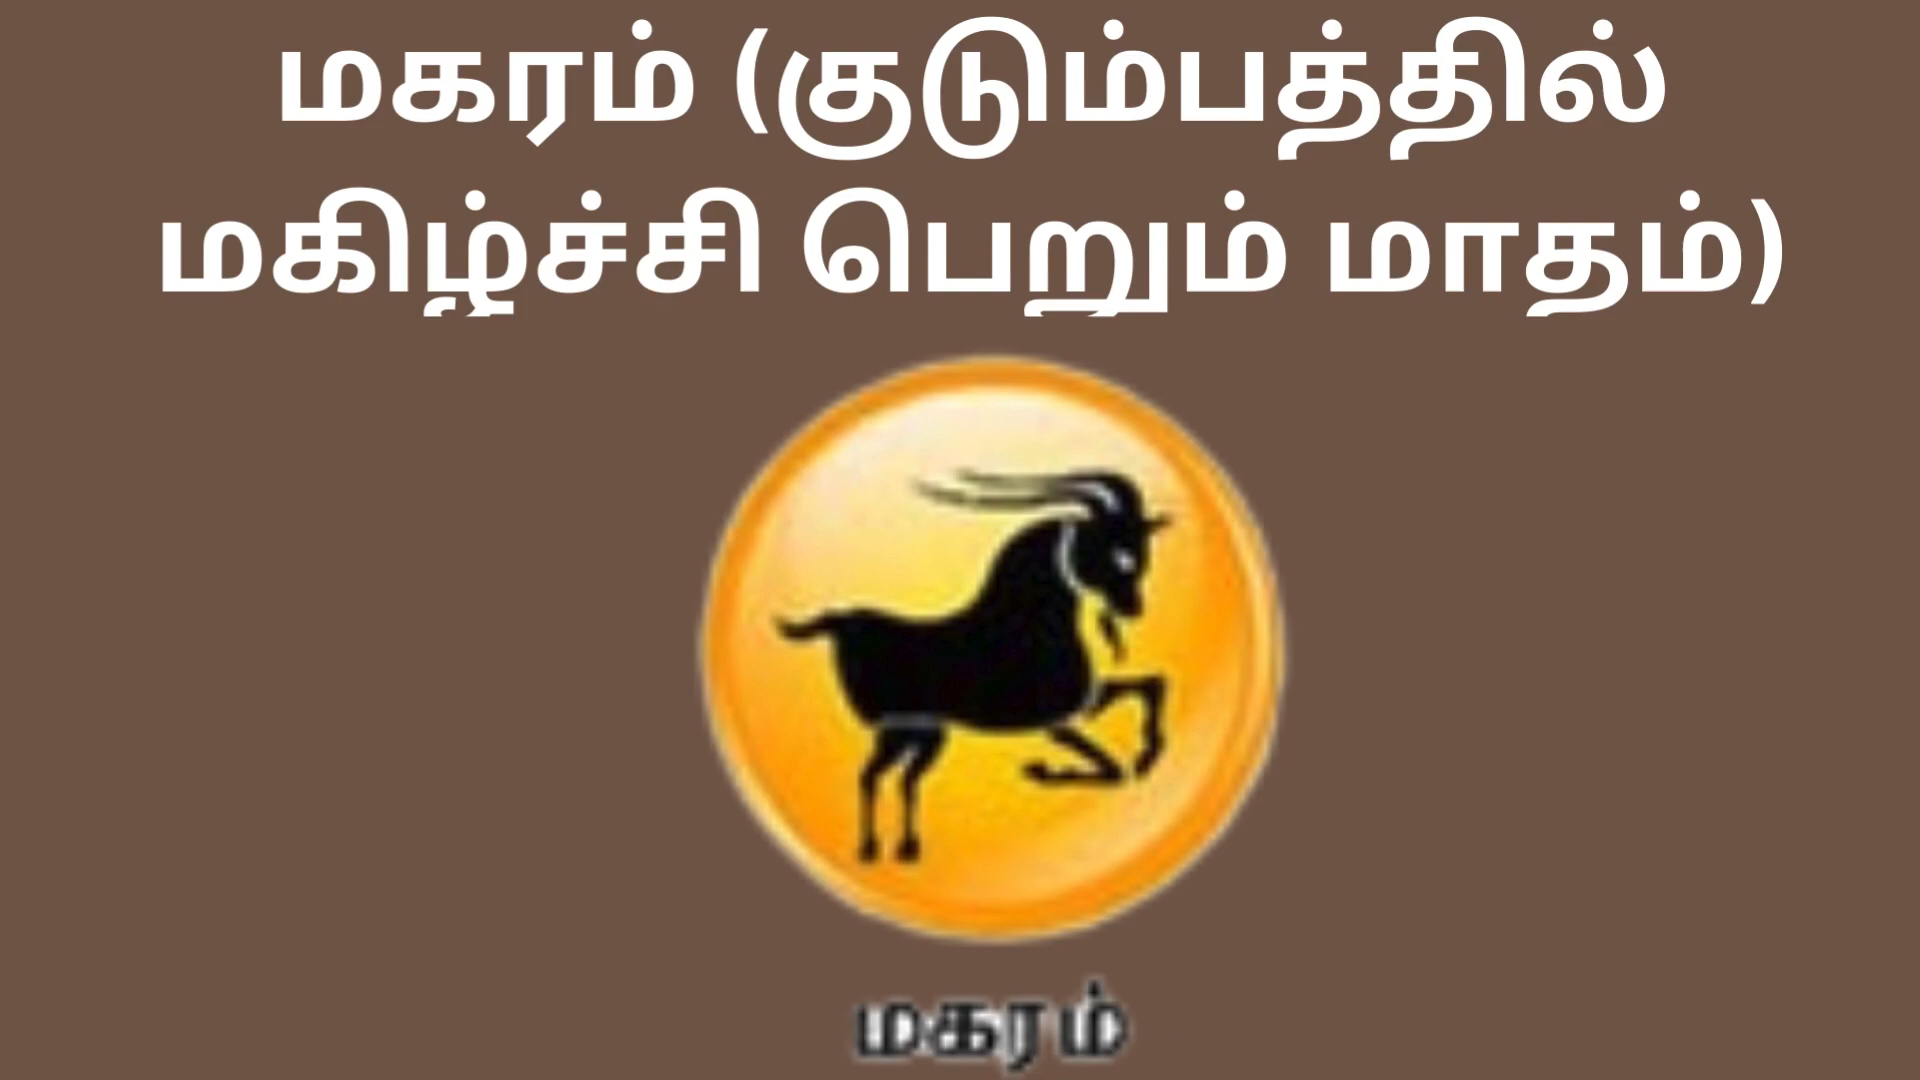 மகரம் (குடும்பத்தில்
மகிழ்ச்சி பெறும் மாதம்)
மகரம்